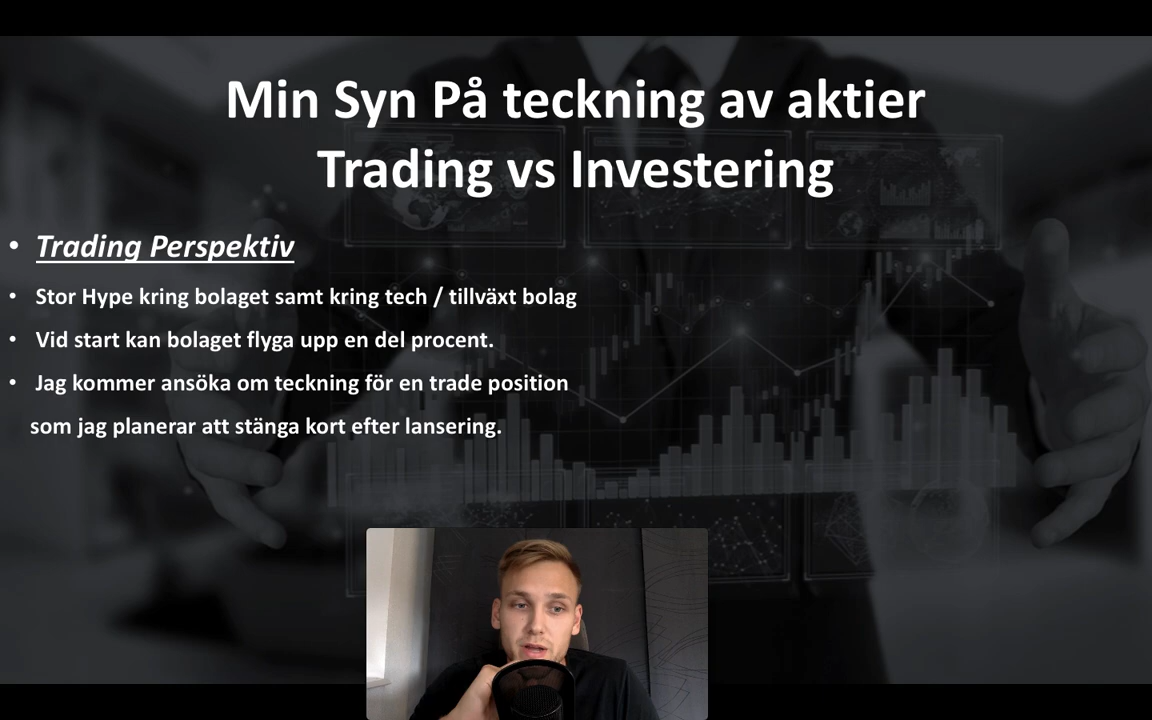 Min Syn På teckning av aktier
Trading vs Investering
• Trading Perspektiv
• Stor Hype kring bolaget samt kring tech / tillväxt bolag
• Vid start kan bolaget flyga upp en del procent.
• Jag kommer ansöka om teckning för en trade position
som jag planerar att stänga kort efter lansering.